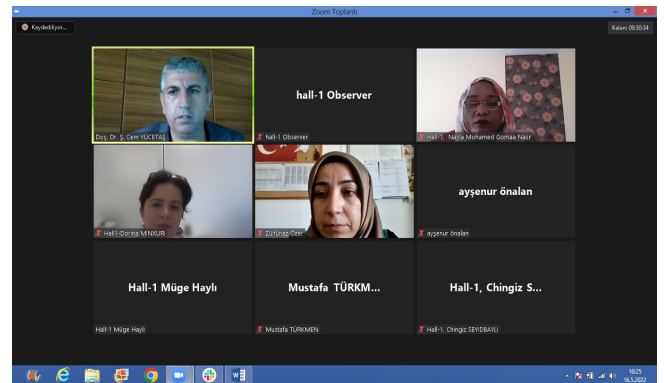 Zoom Toplantı
Kaydediliyor...
Kalan: 09:30:34
Doç. Dr. Ş. Cem YÜCETAŞ
hall-1 Observer
hall-1 Observer
Hall-1, Nayla Mohamed Gomaa Nasr
Hall1-Dorina MINXURI
Zülfünaz Özer
ayşenur önalan
ayşenur önalan
Hall-1 Müge Haylı
Hall-1 Müge Haylı
Mustafa TÜRKM...
Mustafa TÜRKMEN
Hall-1, Chingiz S...
Hall-1, Chingiz SEYIDBAYLI
10:25
16.5.2022